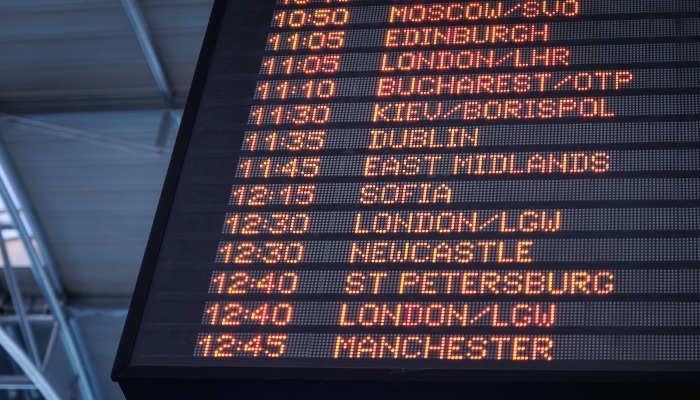 10:40
10:50 MOSCOW/SVO
11:05 EDINBURGH
11:05 LONDON/LHR
11:10 BUCHAREST/OTP
11:30 KIEV/BORISPOL
11:35 DUBLIN
11:45 EAST MIDLANDS
12:15 SOFIA
12:30 LONDON/LGW
12:30 NEWCASTLE
12:40 ST PETERSBURG
12:40 LONDON/LGW
12:45 MANCHESTER